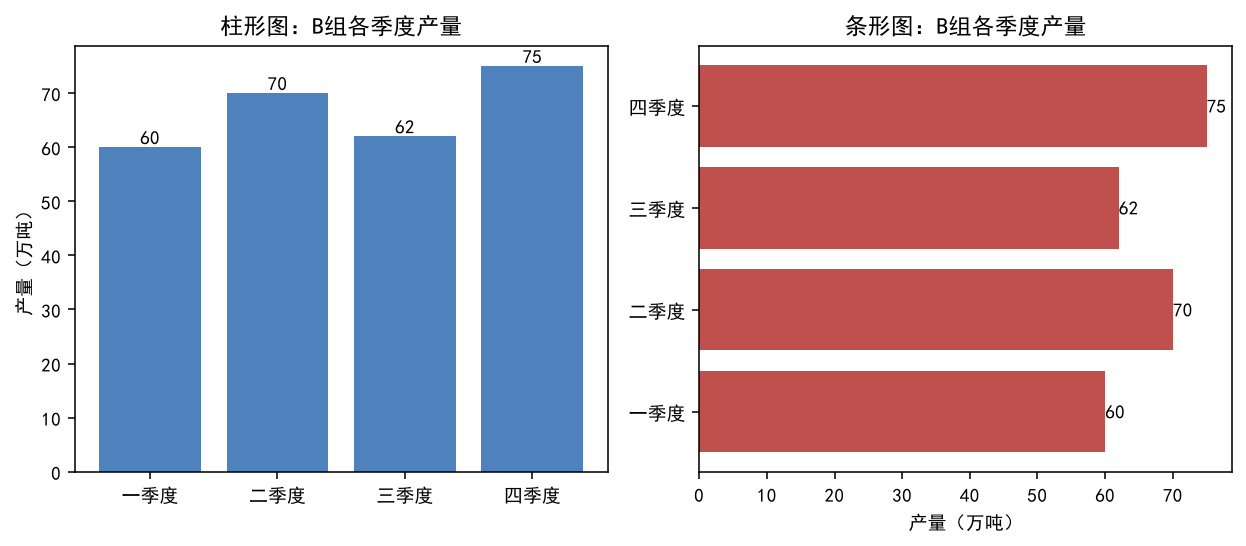 柱形图：B组各季度产量
75
70
62
60
70
60
50
40
30
20
10
0
产量（万吨）
一季度 二季度 三季度 四季度
条形图：B组各季度产量
四季度 75
三季度 62
二季度 70
一季度 60
0 10 20 30 40 50 60 70
产量（万吨）